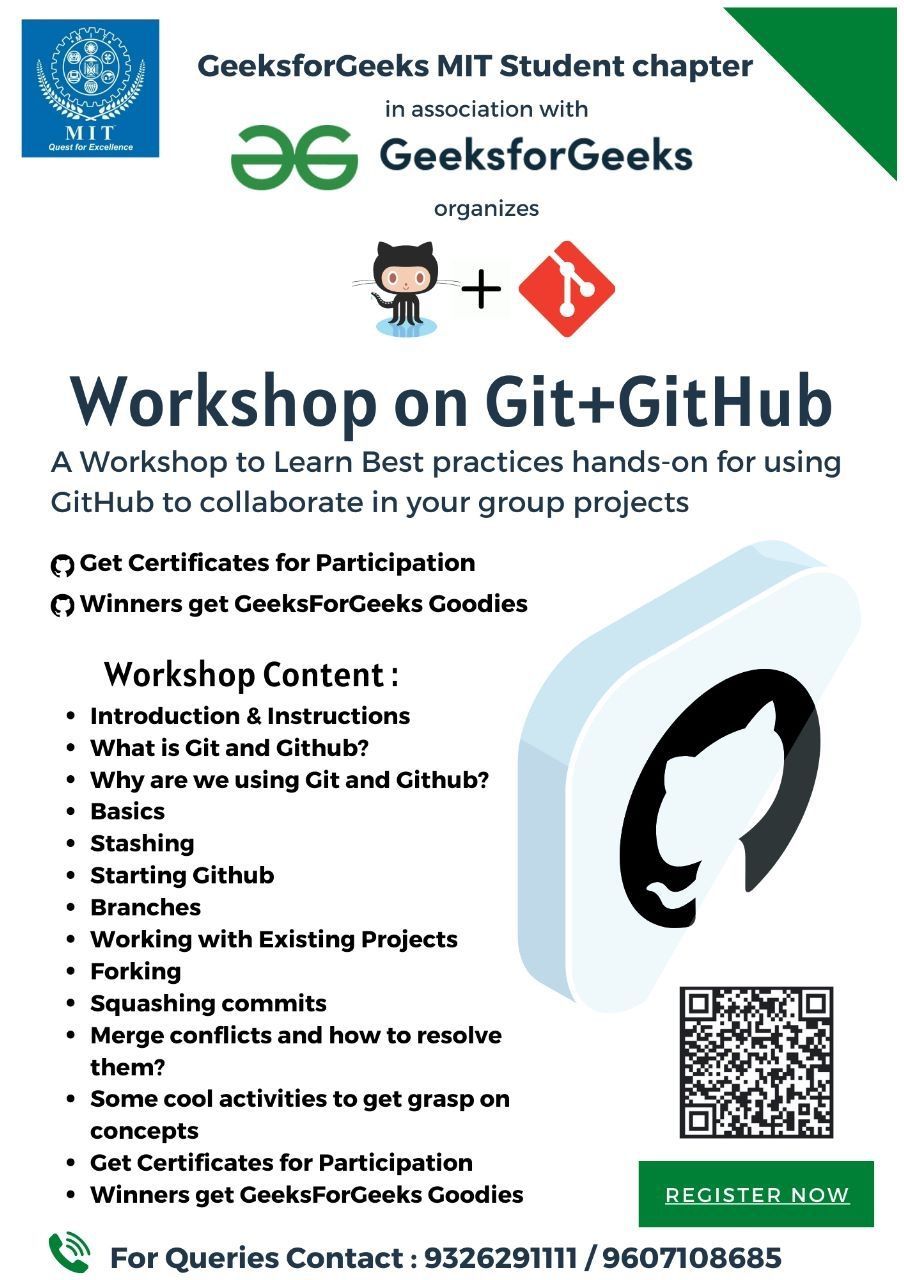 MIT
Quest for Excellence
GeeksforGeeks MIT Student chapter
in association with
GeeksforGeeks
organizes
+
Workshop on Git+GitHub
A Workshop to Learn Best practices hands-on for using
GitHub to collaborate in your group projects
Get Certificates for Participation
Winners get GeeksForGeeks Goodies
Workshop Content :
• Introduction & Instructions
• What is Git and Github?
• Why are we using Git and Github?
• Basics
• Stashing
• Starting Github
• Branches
• Working with Existing Projects
• Forking
• Squashing commits
• Merge conflicts and how to resolve
them?
• Some cool activities to get grasp on
concepts
• Get Certificates for Participation
• Winners get GeeksForGeeks Goodies
REGISTER NOW
For Queries Contact : 9326291111 / 9607108685